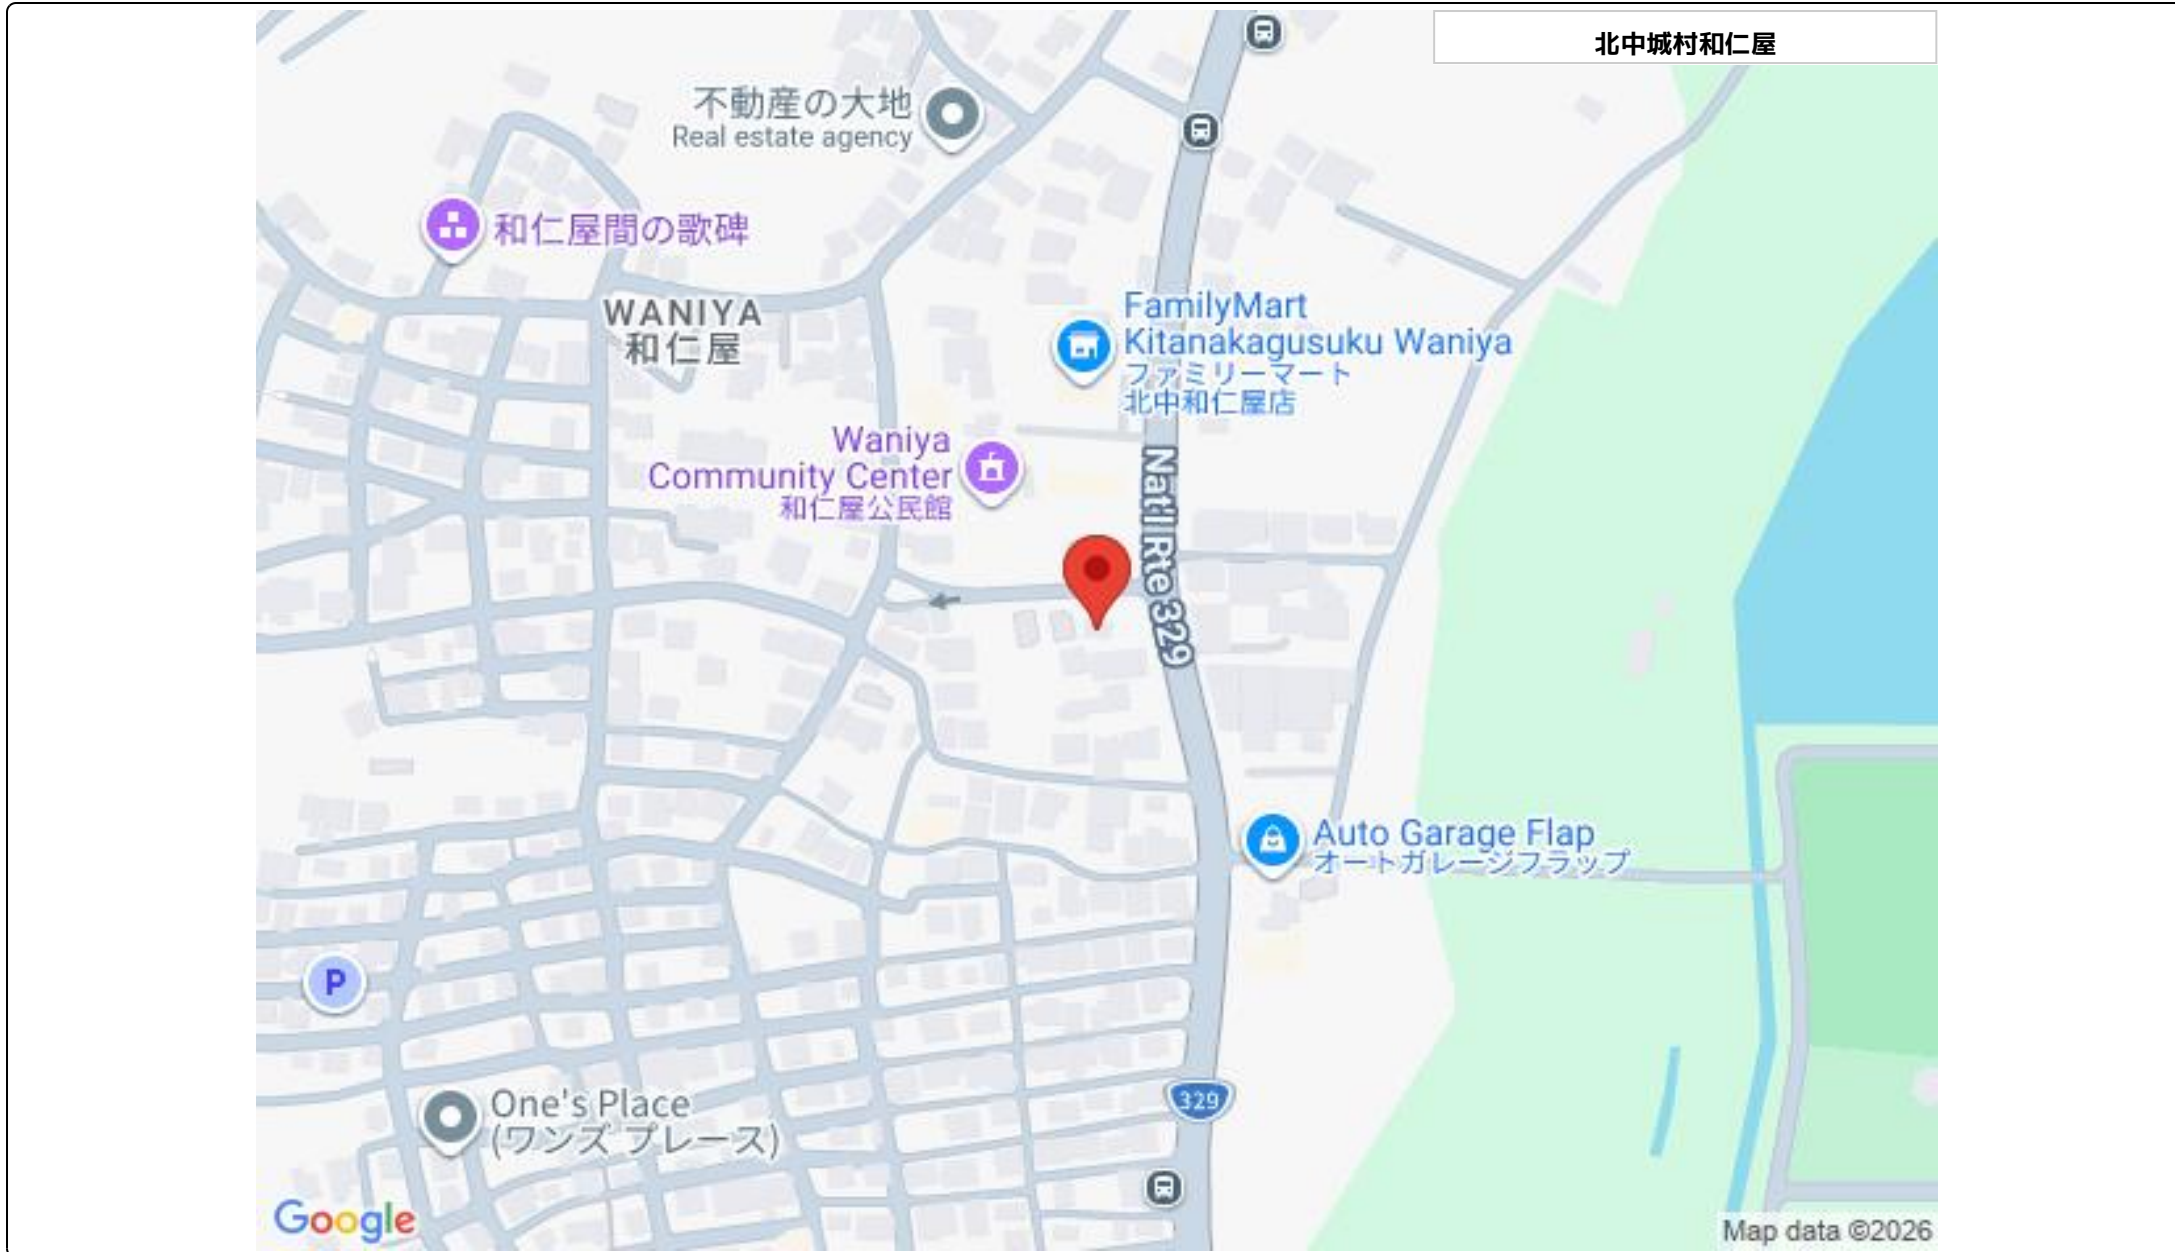 北中城村和仁屋
不動産の大地
Real estate agency
和仁屋間の歌碑
WANIYA
和仁屋
FamilyMart
Kitanakagusuku Waniya
ファミリーマート
北中和仁屋店
Waniya
Community Center
和仁屋公民館
Nat'l Rte 329
Auto Garage Flap
オートガレージフラップ
P
One's Place
(ワンズ プレース)
329
Google
Map data ©2026